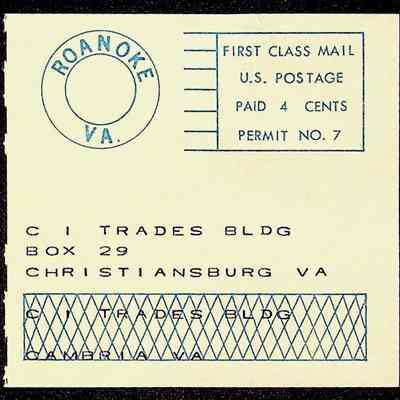 ROANOKE
VA.
FIRST CLASS MAIL
U.S. POSTAGE
PAID 4 CENTS
PERMIT NO. 7
C I TRADES BLDG
BOX 29
CHRISTIANSBURG VA
C I TRADES BLDG
CAMBRIA VA